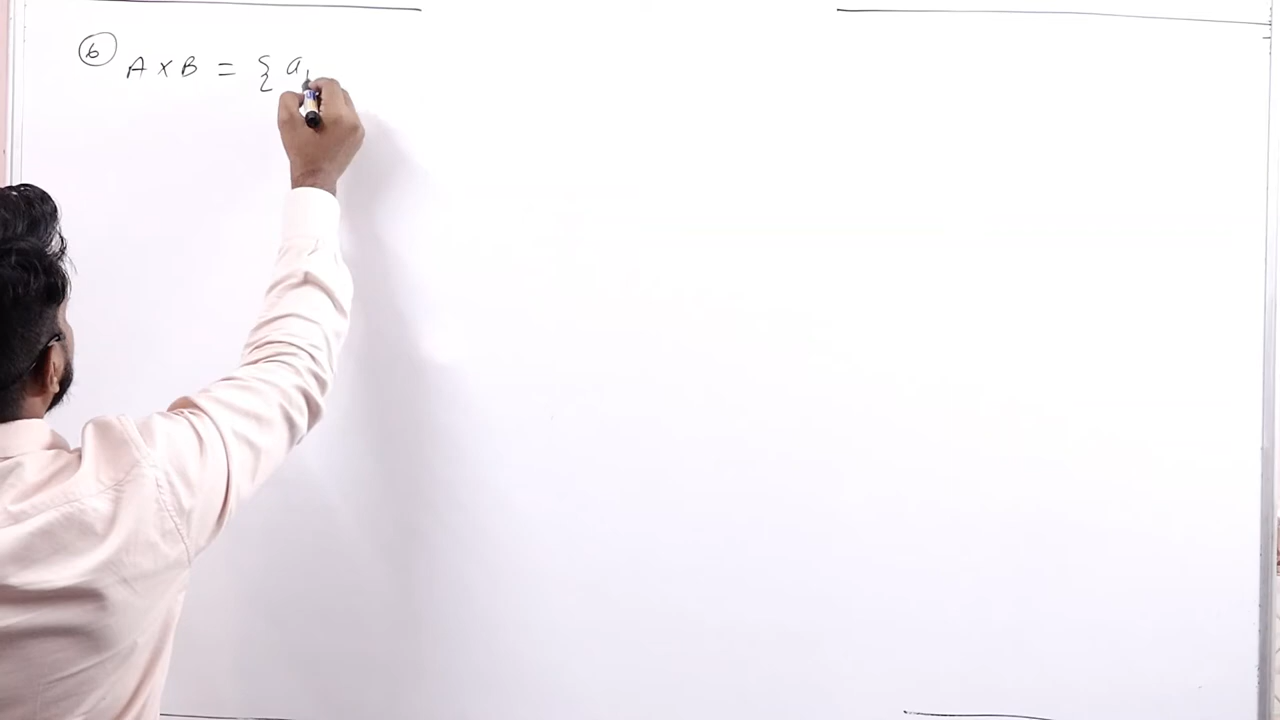 ⑥ A × B = { a,